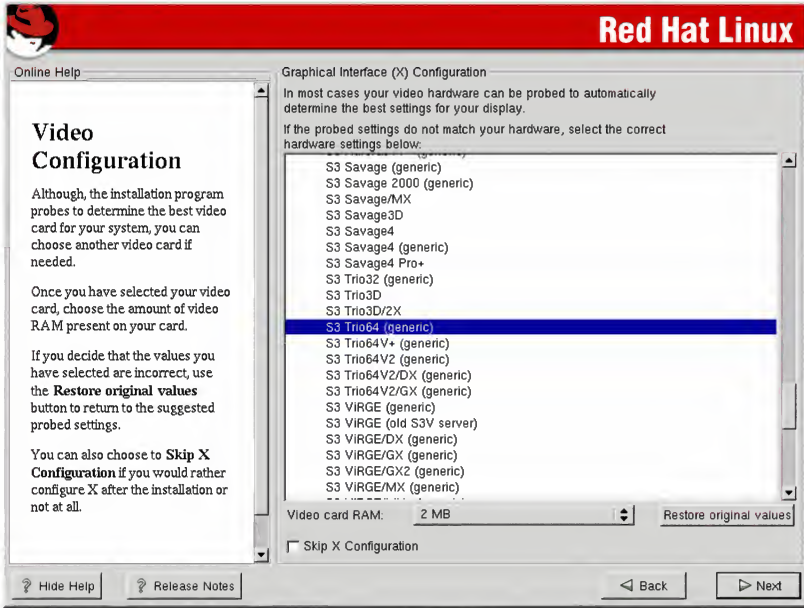 Red Hat Linux
Online Help
Video
Configuration
Although, the installation program
probes to determine the best video
card for your system, you can
choose another video card if
needed.
Once you have selected your video
card, choose the amount of video
RAM present on your card.
If you decide that the values you
have selected are incorrect, use
the Restore original values
button to return to the suggested
probed settings.
You can also choose to Skip X
Configuration if you would rather
configure X after the installation or
not at all.
Graphical Interface (X) Configuration
In most cases your video hardware can be probed to automatically
determine the best settings for your display.
If the probed settings do not match your hardware, select the correct
hardware settings below:
S3 Savage (generic)
S3 Savage 2000 (generic)
S3 Savage/MX
S3 Savage3D
S3 Savage4
S3 Savage4 (generic)
S3 Savage4 Pro+
S3 Trio32 (generic)
S3 Trio3D
S3 Trio3D/2X
S3 Trio64 (generic)
S3 Trio64V+ (generic)
S3 Trio64V2 (generic)
S3 Trio64V2/DX (generic)
S3 Trio64V2/GX (generic)
S3 ViRGE (generic)
S3 ViRGE (old S3V server)
S3 ViRGE/DX (generic)
S3 ViRGE/GX (generic)
S3 ViRGE/GX2 (generic)
S3 ViRGE/MX (generic)
Video card RAM: 2 MB Restore original values
Skip X Configuration
? Hide Help ? Release Notes Back Next